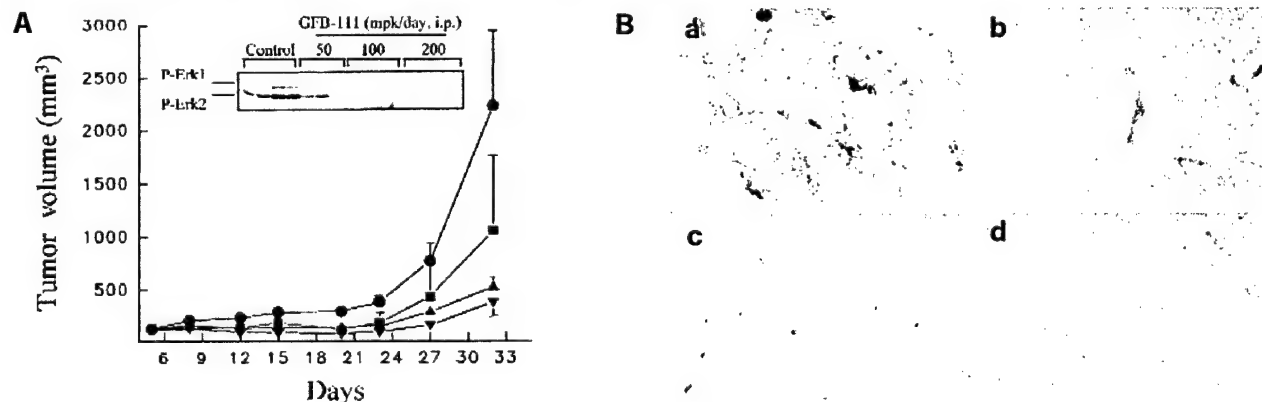 A
GFB-111 (mpk/day, i.p.)
Control 50 100 200
P-Erk1
P-Erk2
Tumor volume (mm³)
3000
2500
2000
1500
1000
500
6 9 12 15 18 21 24 27 30 33
Days
B
a
b
c
d